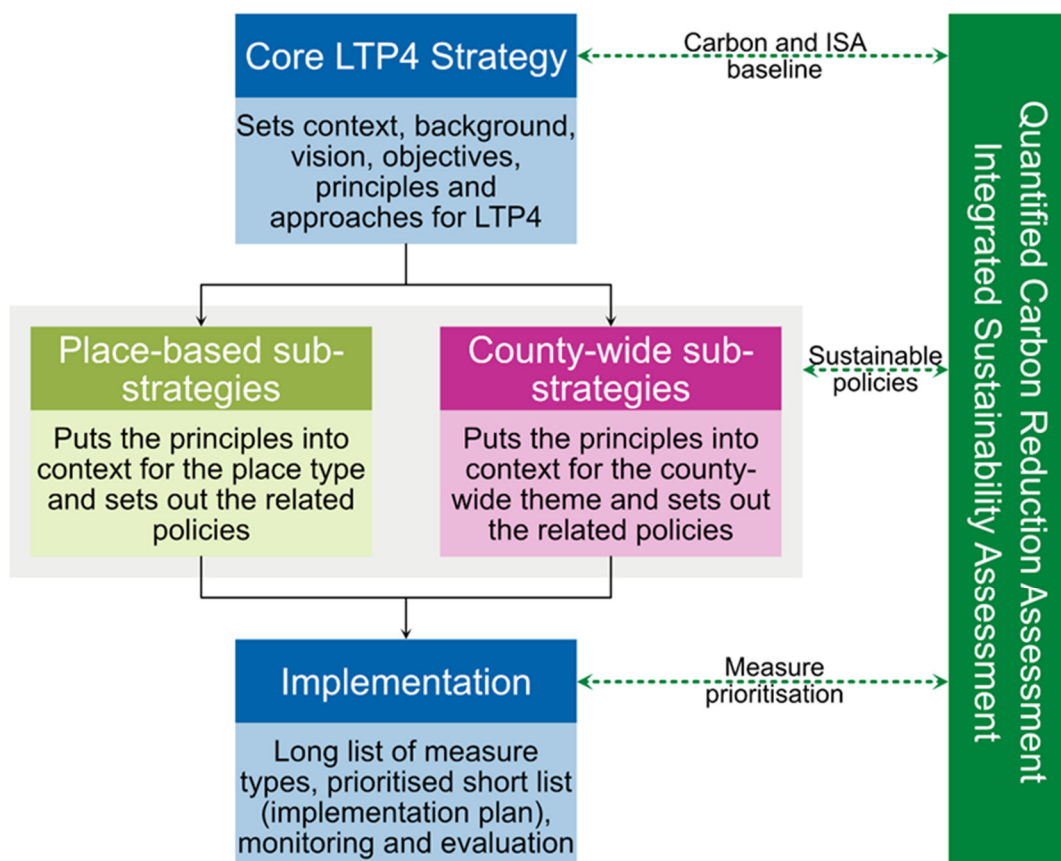 Core LTP4 Strategy
Sets context, background,
vision, objectives,
principles and
approaches for LTP4
Carbon and ISA
baseline
Place-based sub-
strategies
Puts the principles into
context for the place type
and sets out the related
policies
County-wide sub-
strategies
Puts the principles into
context for the county-
wide theme and sets out
the related policies
Sustainable
policies
Implementation
Long list of measure
types, prioritised short list
(implementation plan),
monitoring and evaluation
Measure
prioritisation
Quantified Carbon Reduction Assessment
Integrated Sustainability Assessment